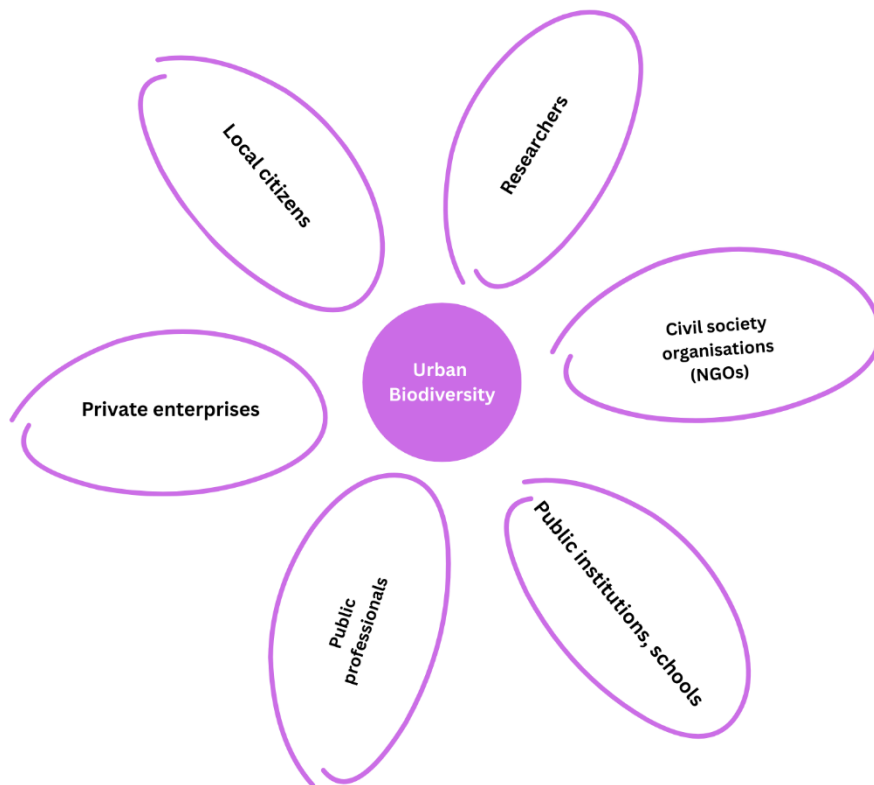 Local citizens
Researchers
Civil society
organisations
(NGOs)
Urban
Biodiversity
Private enterprises
Public institutions, schools
Public
professionals